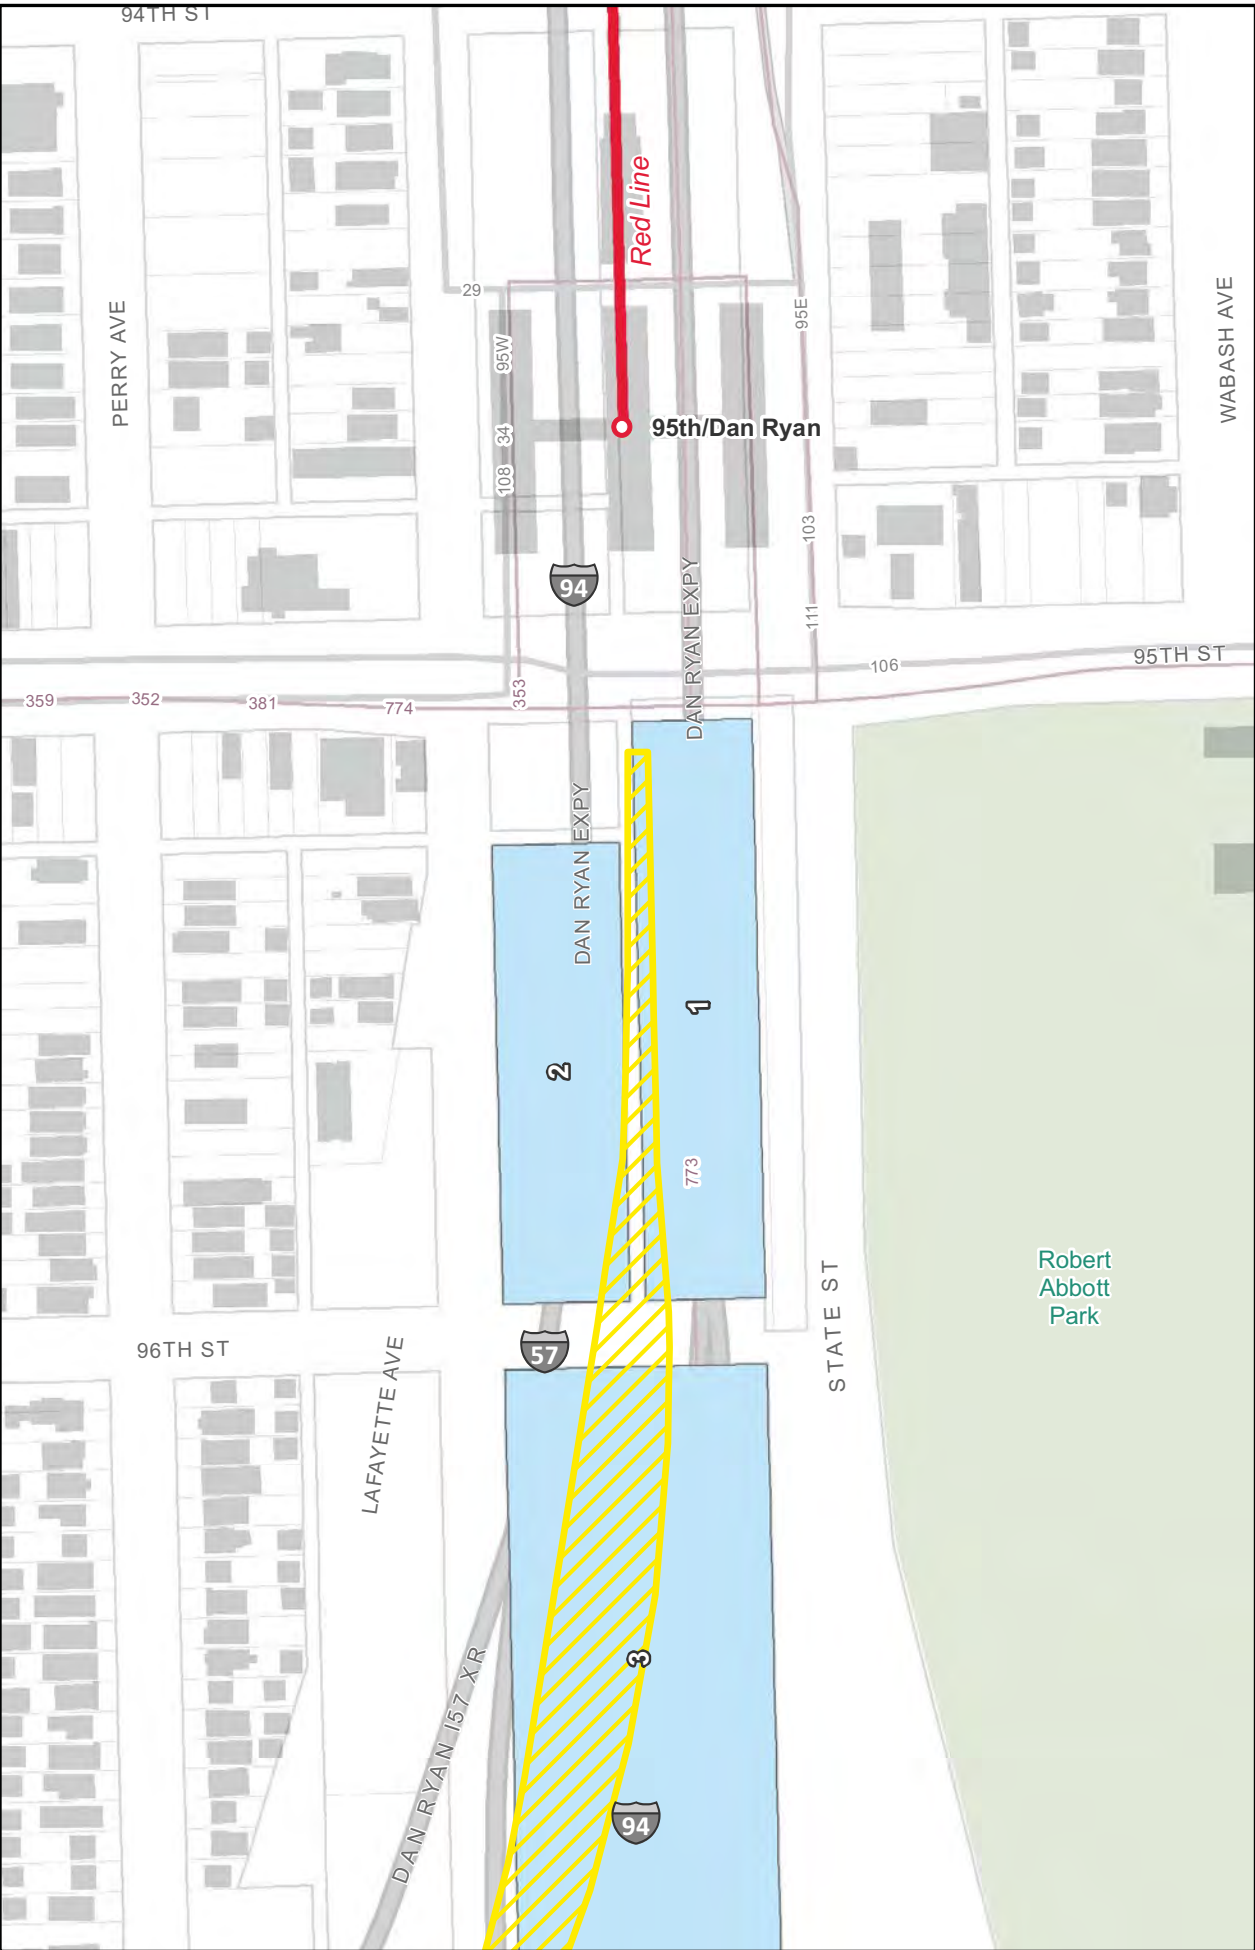 94TH ST
Red Line
29
95W
95E
PERRY AVE
WABASH AVE
34
95th/Dan Ryan
108
103
94
DAN RYAN EXPY
111
106
95TH ST
359
352
381
774
353
DAN RYAN EXPY
1
2
773
Robert
Abbott
Park
STATE ST
96TH ST
57
LAFAYETTE AVE
3
DAN RYAN I57 XR
94